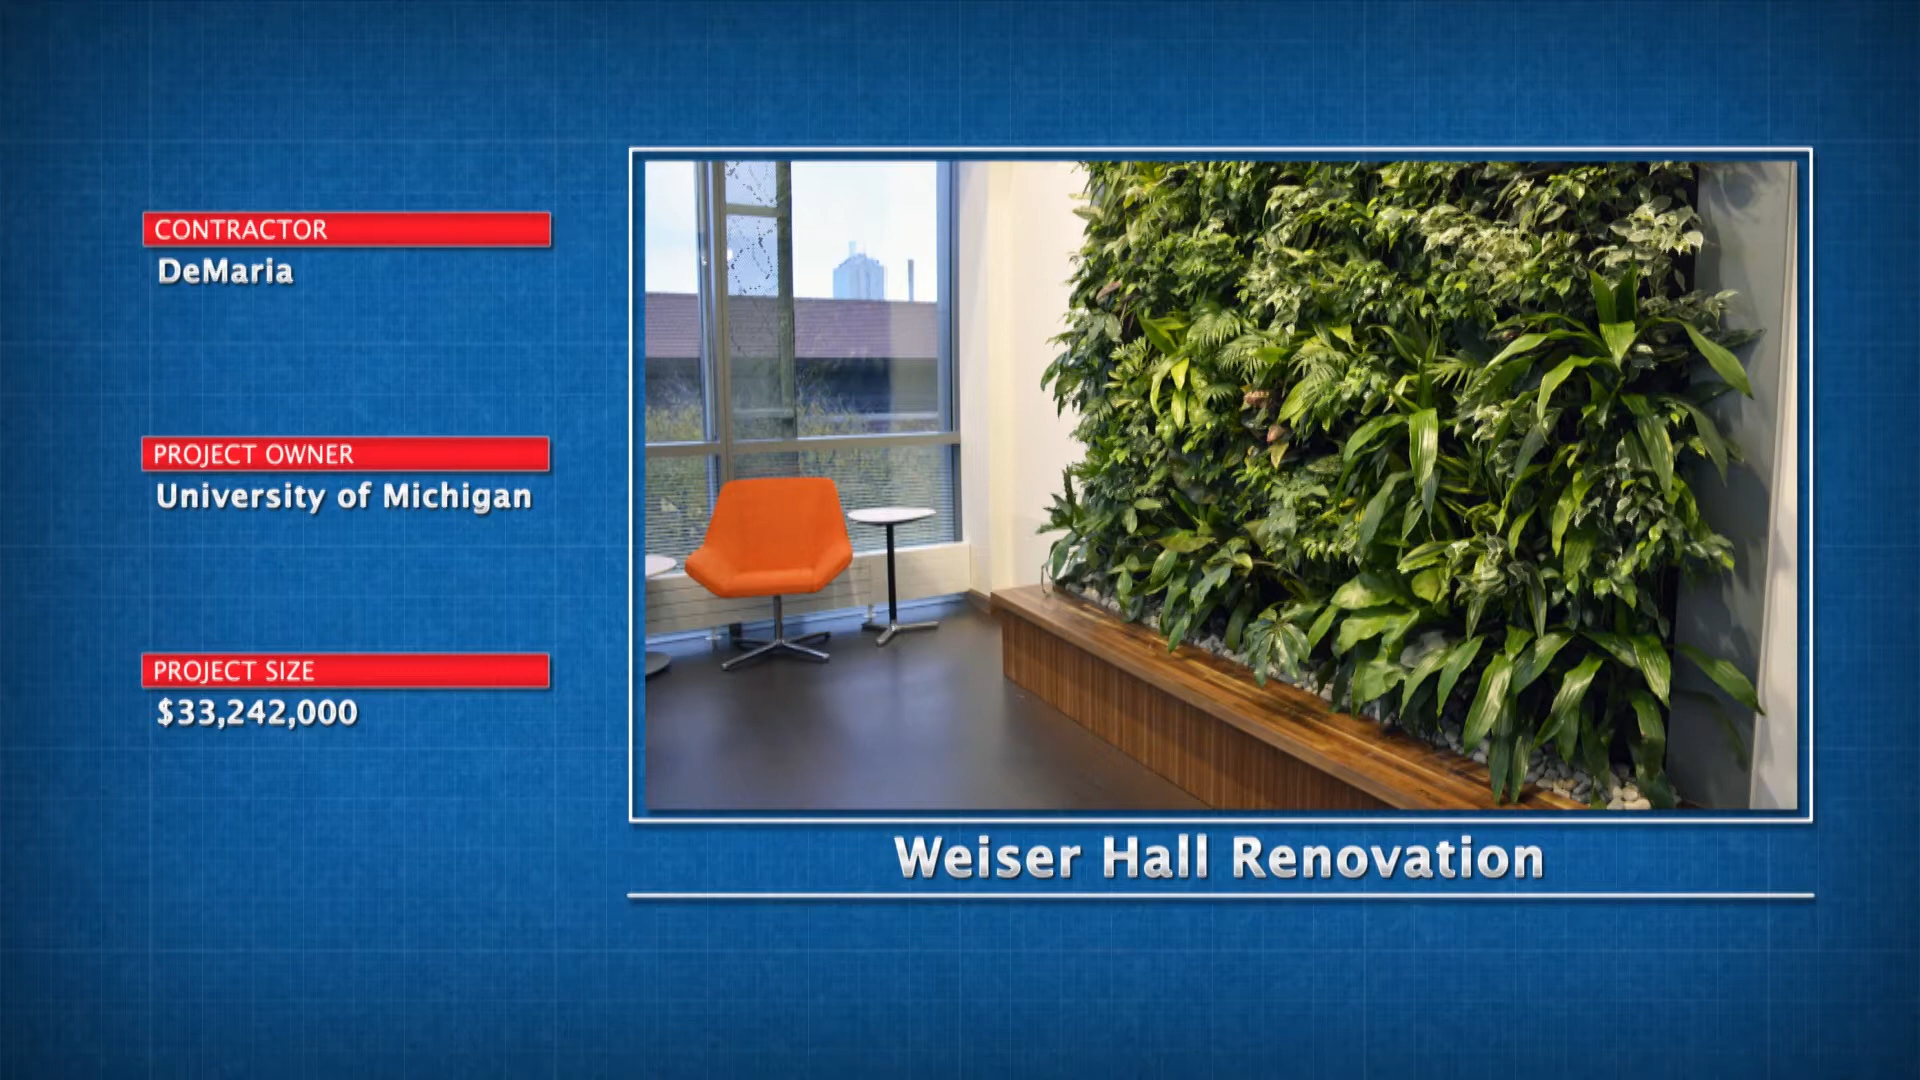 CONTRACTOR
DeMaria
PROJECT OWNER
University of Michigan
PROJECT SIZE
$33,242,000
Weiser Hall Renovation